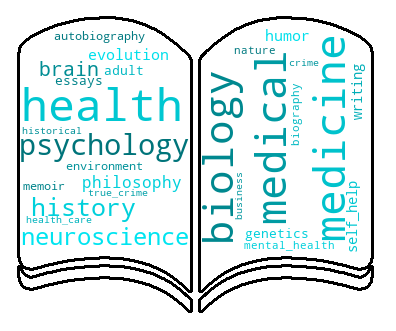 autobiography
evolution
brain adult
essays
health
historical
psychology
environment
memoir philosophy
true_crime
history
health_care
neuroscience
humor
nature
crime
biology
medical
medicine
writing
biography
business
self_help
genetics
mental_health